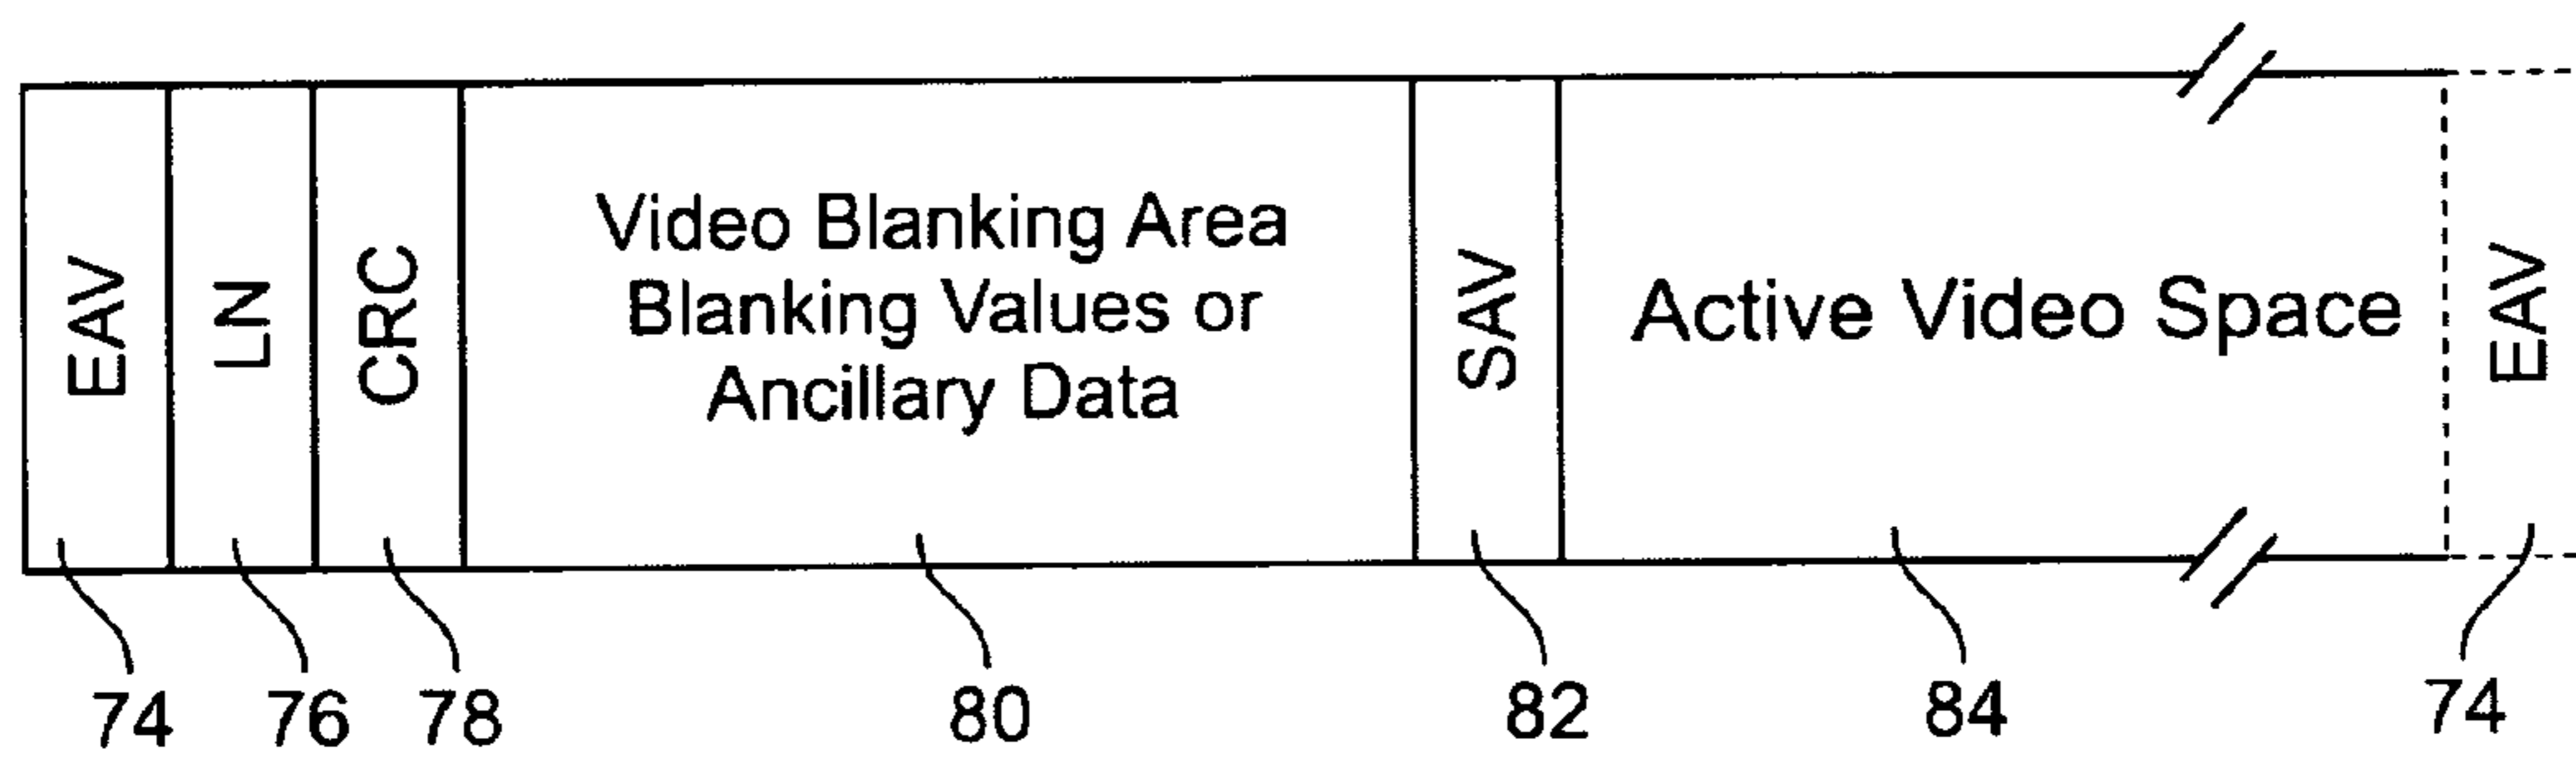 EAV
LN
CRC
Video Blanking Area
Blanking Values or
Ancillary Data
SAV
Active Video Space
EAV
74
76
78
80
82
84
74